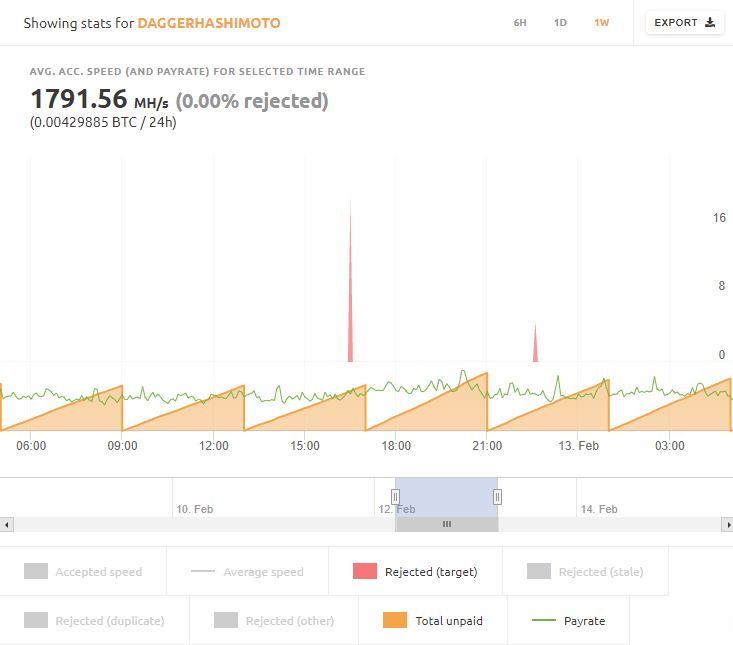 Showing stats for DAGGERHASHIMOTO
6H 1D 1W EXPORT
AVG. ACC. SPEED (AND PAYRATE) FOR SELECTED TIME RANGE
1791.56 MH/s (0.00% rejected)
(0.00429885 BTC / 24h)
16
8
0
06:00 09:00 12:00 15:00 18:00 21:00 13. Feb 03:00
10. Feb 12. Feb 14. Feb
Accepted speed Average speed Rejected (target) Rejected (stale)
Rejected (duplicate) Rejected (other) Total unpaid Payrate